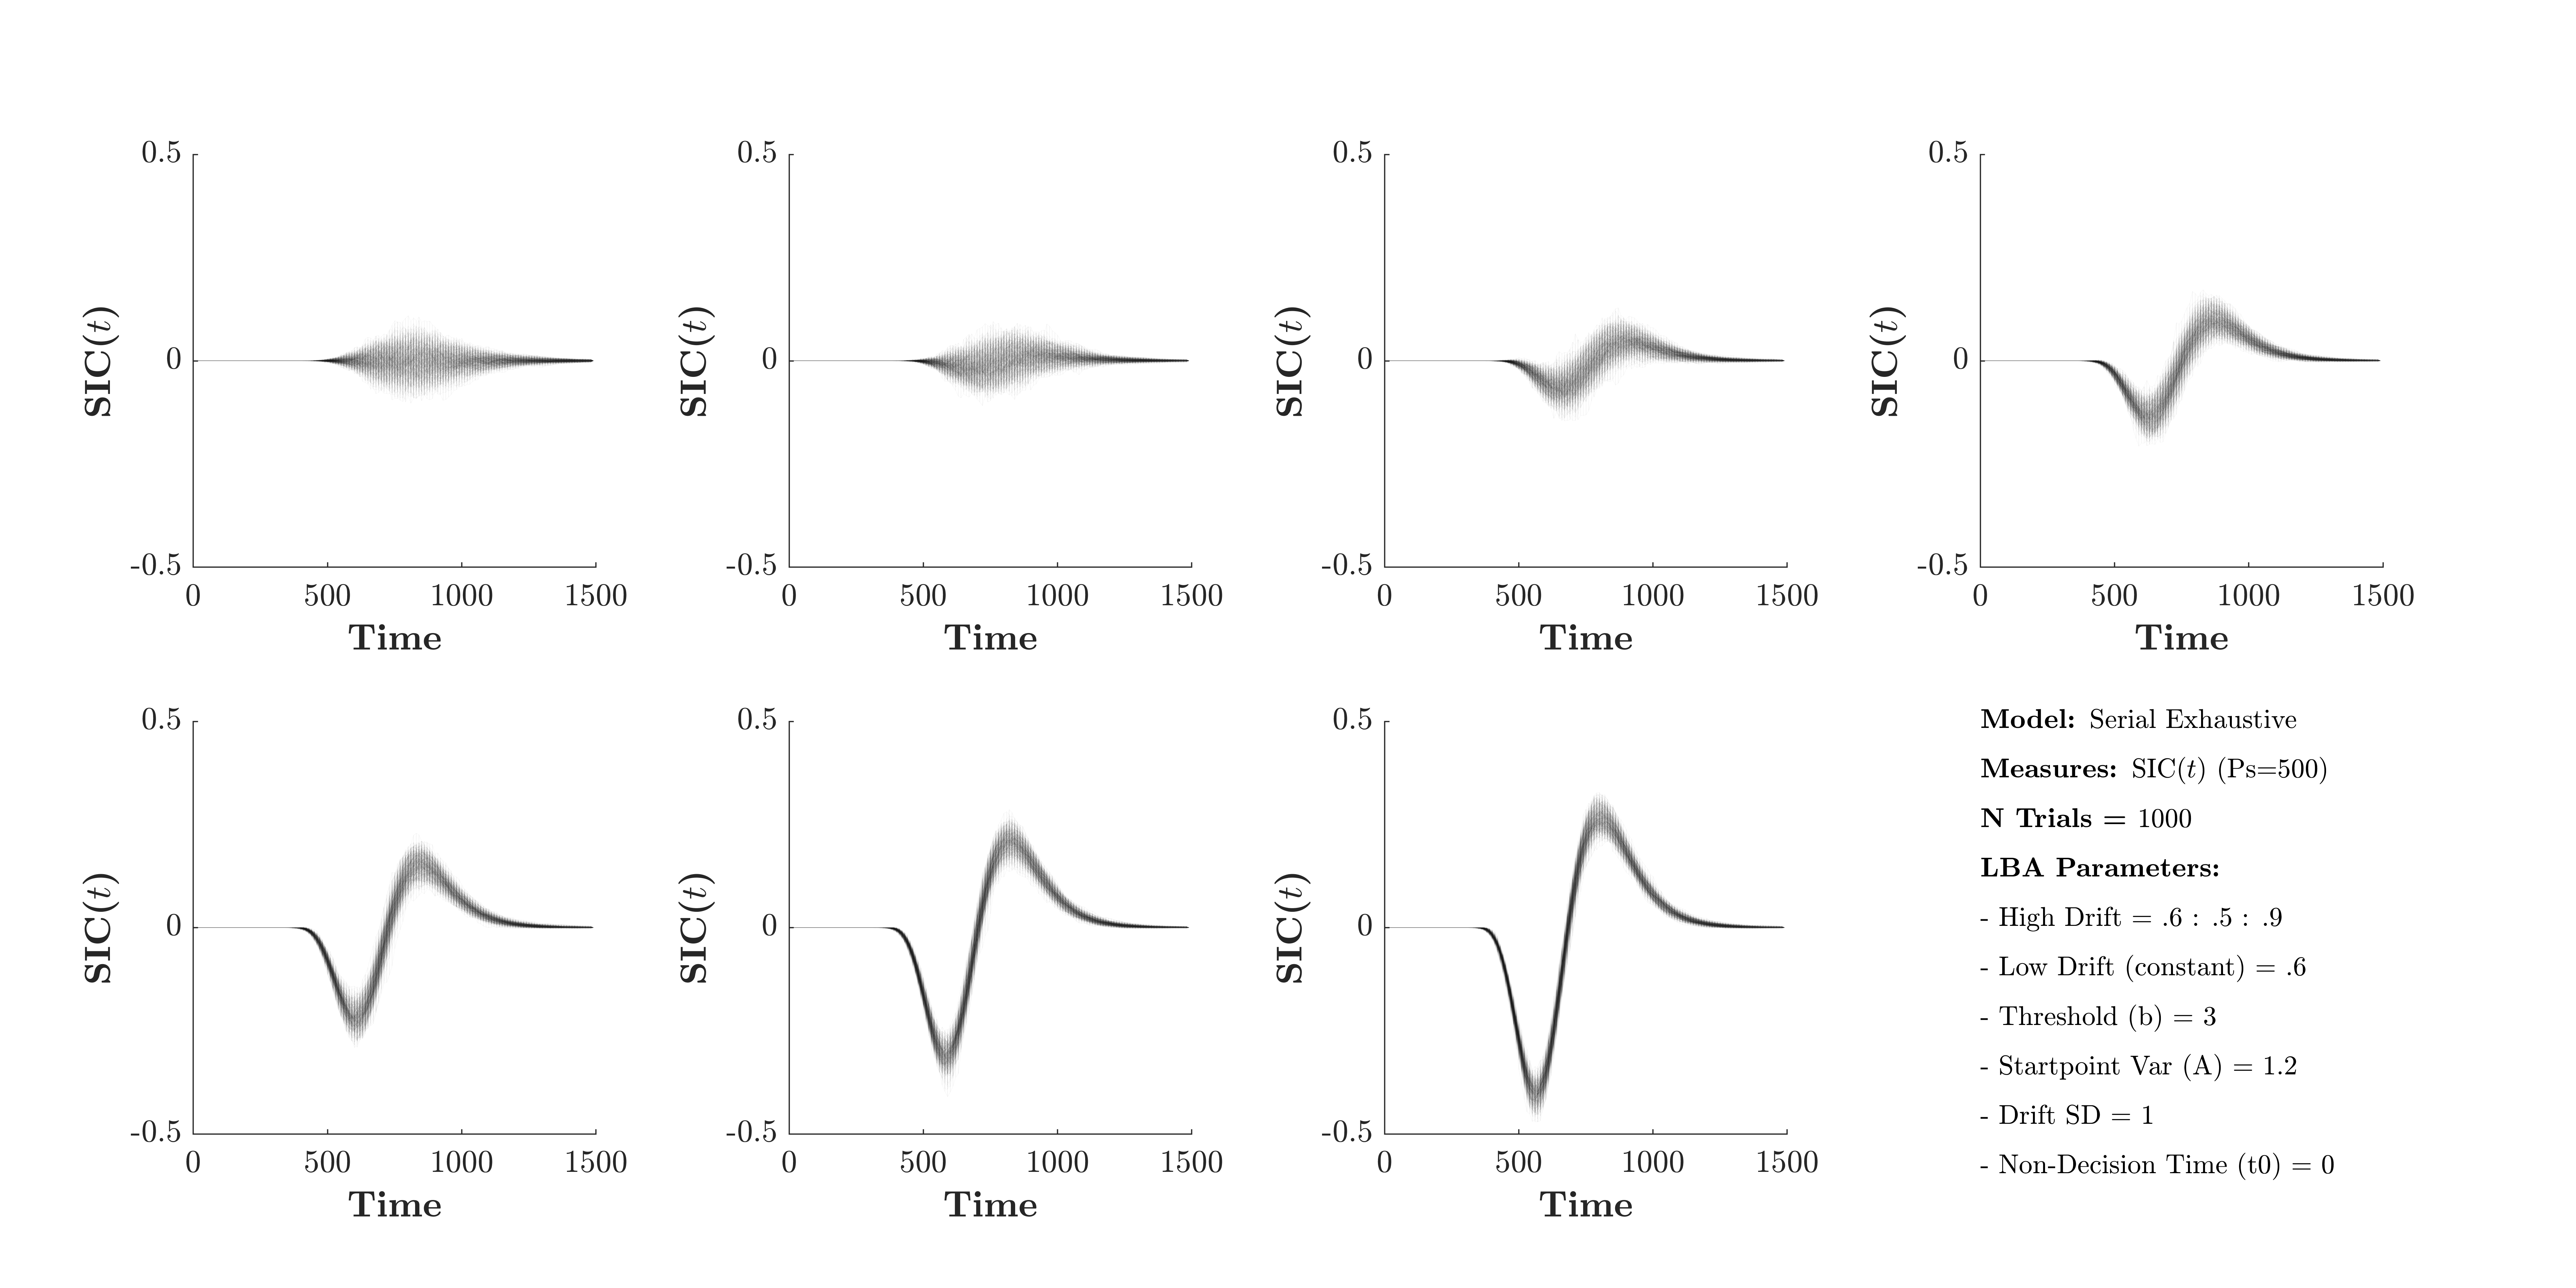 0.5
SIC(t)
0
-0.5
0 500 1000 1500
Time
0.5
SIC(t)
0
-0.5
0 500 1000 1500
Time
0.5
SIC(t)
0
-0.5
0 500 1000 1500
Time
0.5
SIC(t)
0
-0.5
0 500 1000 1500
Time
0.5
SIC(t)
0
-0.5
0 500 1000 1500
Time
0.5
SIC(t)
0
-0.5
0 500 1000 1500
Time
0.5
SIC(t)
0
-0.5
0 500 1000 1500
Time
Model: Serial Exhaustive
Measures: SIC(t) (Ps=500)
N Trials = 1000
LBA Parameters:
- High Drift = .6 : .5 : .9
- Low Drift (constant) = .6
- Threshold (b) = 3
- Startpoint Var (A) = 1.2
- Drift SD = 1
- Non-Decision Time (t0) = 0